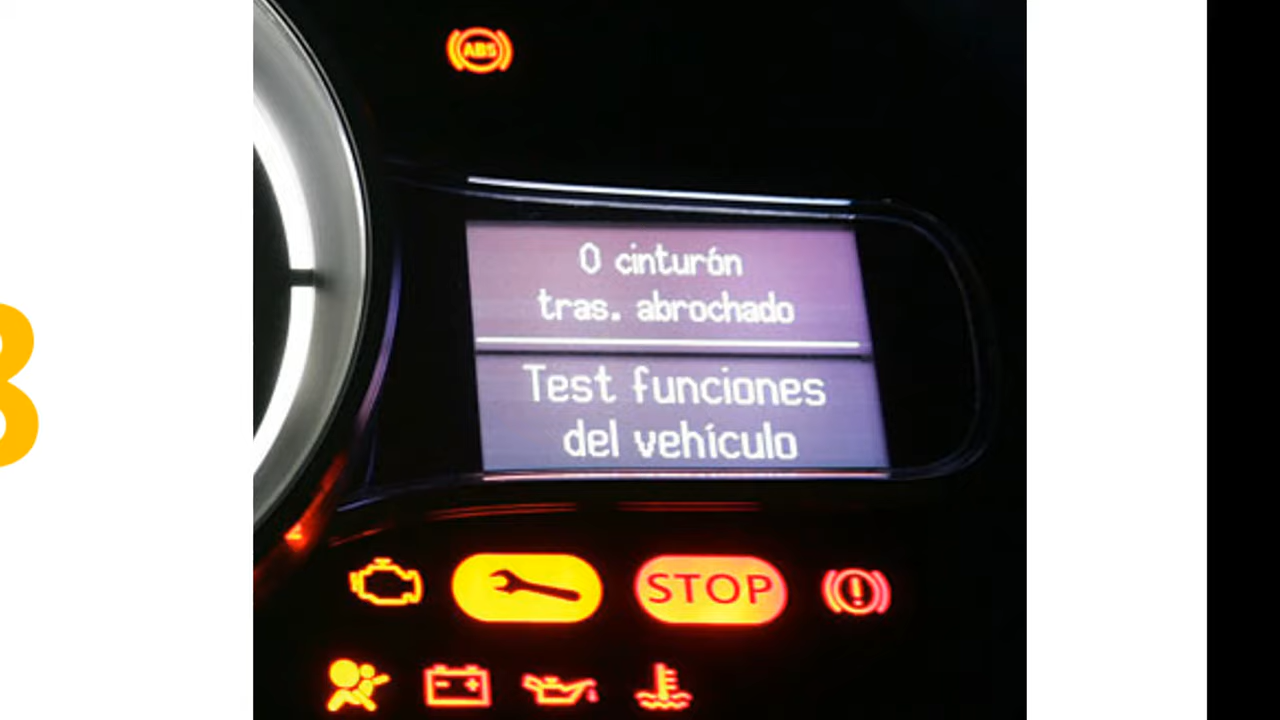 ABS
0 cinturón
tras. abrochado
Test funciones
del vehículo
STOP